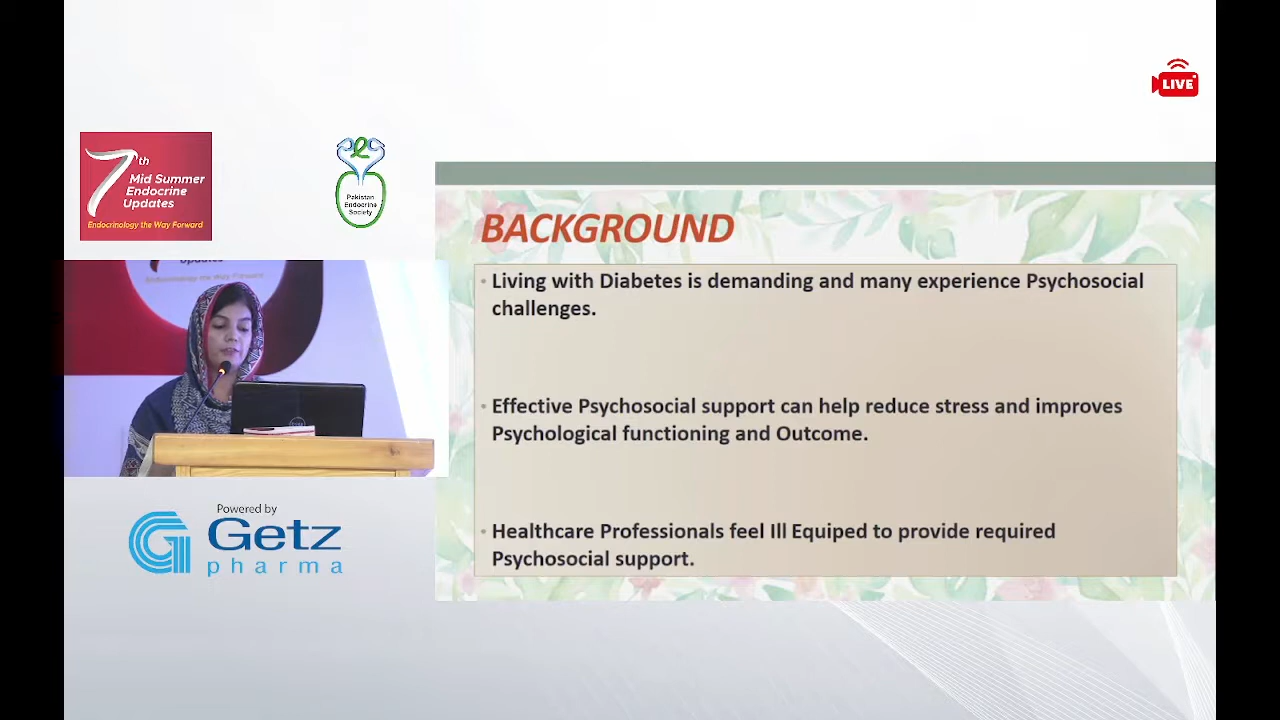 LIVE
7th
Mid Summer
Endocrine
Updates
Endocrinology the Way Forward
Pakistan
Endocrine
Society
BACKGROUND
• Living with Diabetes is demanding and many experience Psychosocial
challenges.
• Effective Psychosocial support can help reduce stress and improves
Psychological functioning and Outcome.
• Healthcare Professionals feel Ill Equiped to provide required
Psychosocial support.
Powered by
Getz
pharma